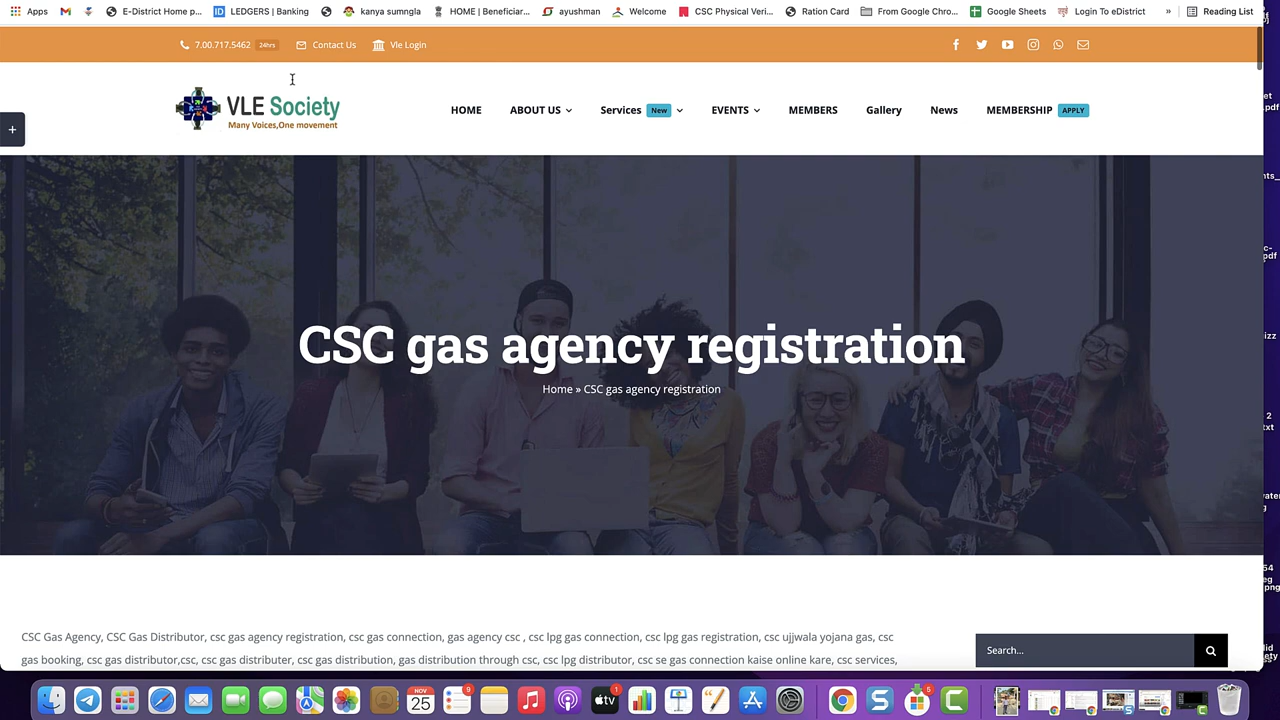 Apps E-District Home p... LEDGERS | Banking kanya sumngla HOME | Beneficiar... ayushman Welcome CSC Physical Veri... Ration Card From Google Chro... Google Sheets Login To eDistrict » Reading List
7.00.717.5462 24hrs Contact Us Vle Login
VLE Society
Many Voices,One movement
HOME ABOUT US Services New EVENTS MEMBERS Gallery News MEMBERSHIP APPLY
+
CSC gas agency registration
Home » CSC gas agency registration
CSC Gas Agency, CSC Gas Distributor, csc gas agency registration, csc gas connection, gas agency csc , csc lpg gas connection, csc lpg gas registration, csc ujjwala yojana gas, csc
gas booking, csc gas distributor,csc, csc gas distributer, csc gas distribution, gas distribution through csc, csc lpg distributor, csc se gas connection kaise online kare, csc services,
Search...
NOV
25
9
tv
1
5